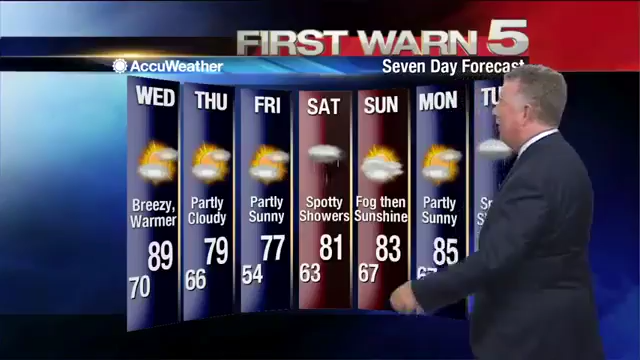 FIRST WARN 5
AccuWeather
Seven Day Forecast
WED
Breezy,
Warmer
89
70
THU
Partly
Cloudy
79
66
FRI
Partly
Sunny
77
54
SAT
Spotty
Showers
81
63
SUN
Fog then
Sunshine
83
67
MON
Partly
Sunny
85